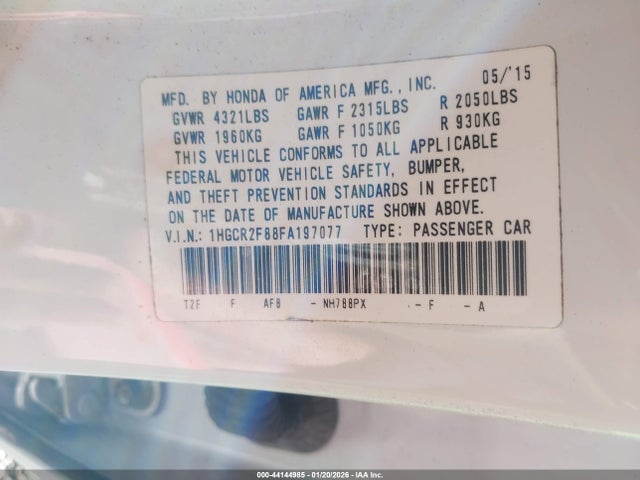 MFD. BY HONDA OF AMERICA MFG., INC. 05/'15
GVWR 4321LBS GAWR F 2315LBS R 2050LBS
GVWR 1960KG GAWR F 1050KG R 930KG
THIS VEHICLE CONFORMS TO ALL APPLICABLE
FEDERAL MOTOR VEHICLE SAFETY, BUMPER,
AND THEFT PREVENTION STANDARDS IN EFFECT
ON THE DATE OF MANUFACTURE SHOWN ABOVE.
V.I.N.: 1HGCR2F88FA197077 TYPE: PASSENGER CAR
T2F F AF8 - NH788PX - F - A
000-44144985 - 01/20/2026 - IAA Inc.